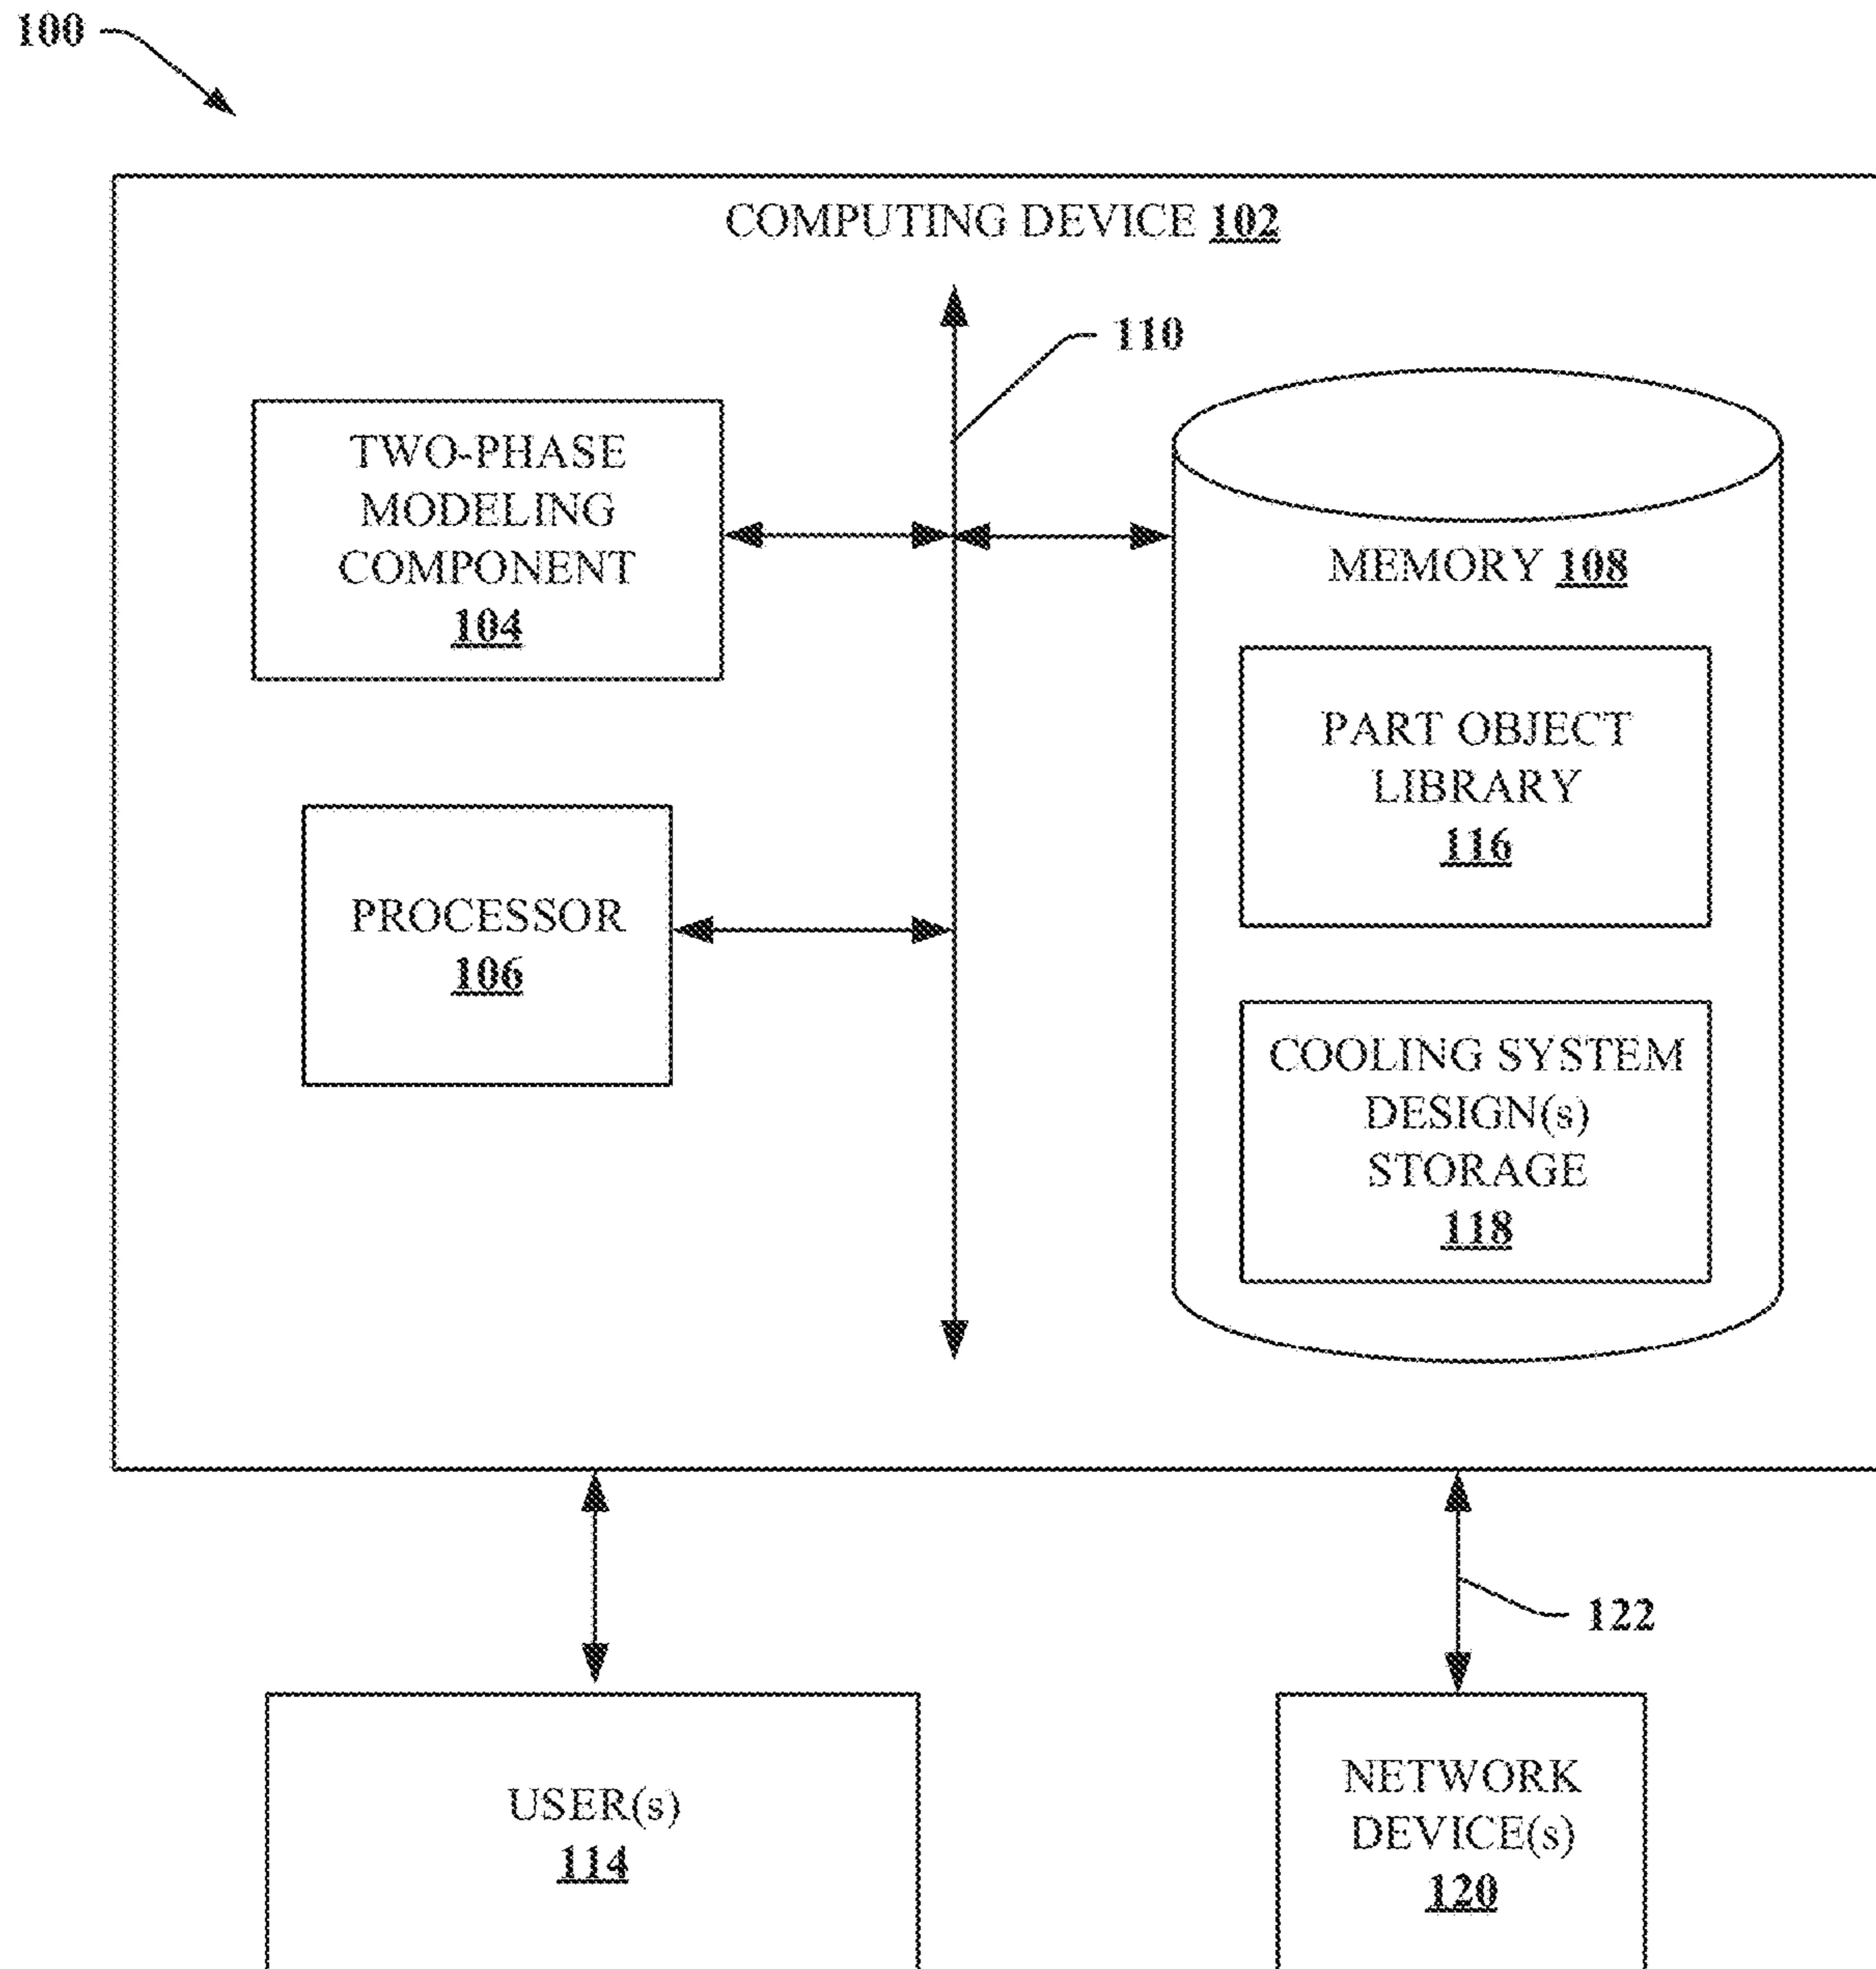 100
COMPUTING DEVICE 102
110
TWO-PHASE
MODELING
COMPONENT
104
MEMORY 108
PART OBJECT
LIBRARY
116
PROCESSOR
106
COOLING SYSTEM
DESIGN(s)
STORAGE
118
122
USER(s)
114
NETWORK
DEVICE(s)
120